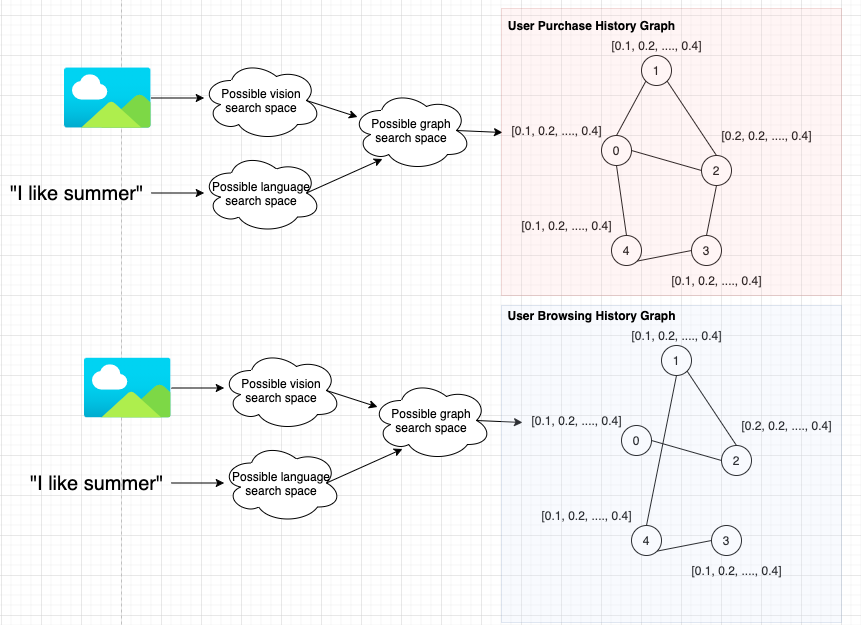 User Purchase History Graph
[0.1, 0.2, ...., 0.4]
1
Possible vision
search space
Possible graph
search space
[0.1, 0.2, ...., 0.4]
[0.2, 0.2, ...., 0.4]
0
2
"I like summer"
Possible language
search space
[0.1, 0.2, ...., 0.4]
4
3
[0.1, 0.2, ...., 0.4]
User Browsing History Graph
[0.1, 0.2, ...., 0.4]
1
Possible vision
search space
Possible graph
search space
[0.1, 0.2, ...., 0.4]
[0.2, 0.2, ...., 0.4]
0
2
"I like summer"
Possible language
search space
[0.1, 0.2, ...., 0.4]
4
3
[0.1, 0.2, ...., 0.4]